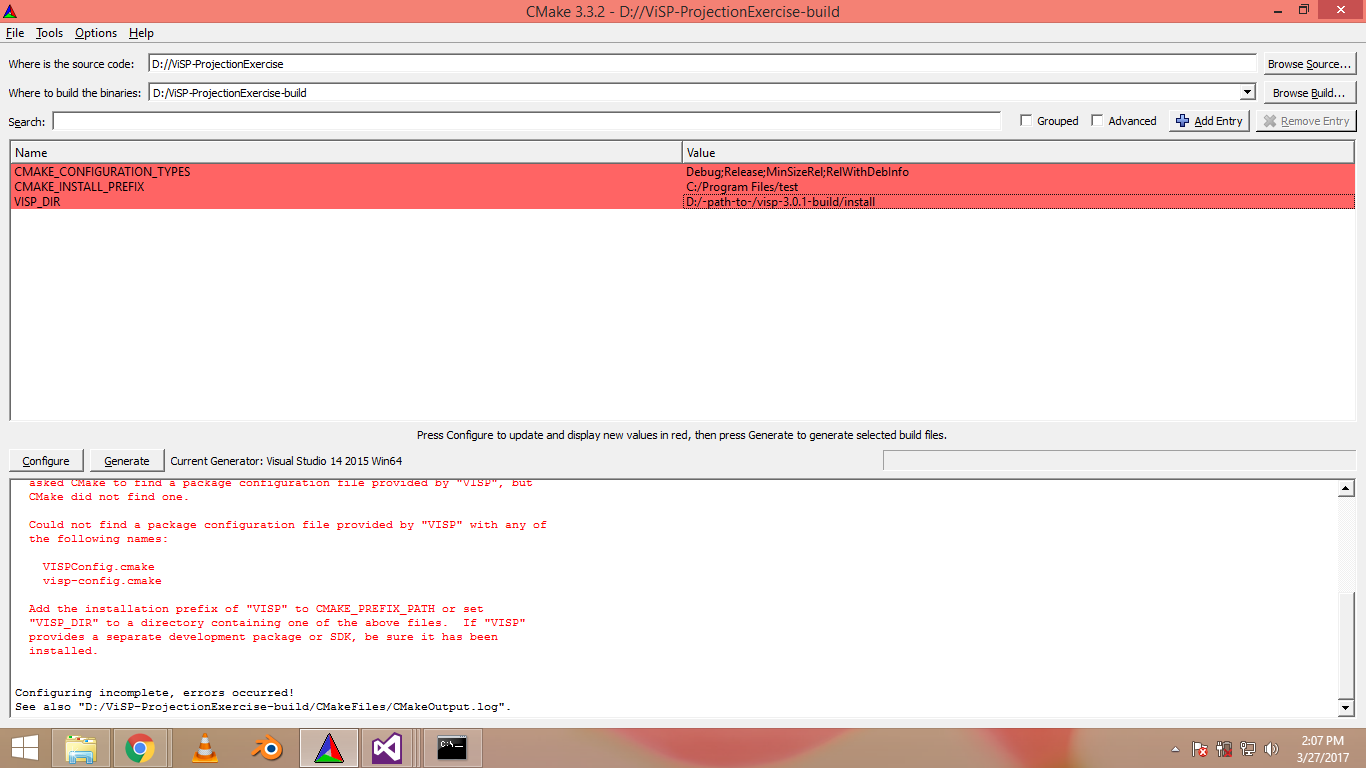 CMake 3.3.2 - D://ViSP-ProjectionExercise-build
File Tools Options Help
Where is the source code: D://ViSP-ProjectionExercise Browse Source...
Where to build the binaries: D:/ViSP-ProjectionExercise-build Browse Build...
Search: Grouped Advanced Add Entry Remove Entry
Name Value
CMAKE_CONFIGURATION_TYPES Debug;Release;MinSizeRel;RelWithDebInfo
CMAKE_INSTALL_PREFIX C:/Program Files/test
VISP_DIR D:/-path-to-/visp-3.0.1-build/install
Press Configure to update and display new values in red, then press Generate to generate selected build files.
Configure Generate Current Generator: Visual Studio 14 2015 Win64
asked CMake to find a package configuration file provided by "VISP", but
CMake did not find one.
Could not find a package configuration file provided by "VISP" with any of
the following names:
VISPConfig.cmake
visp-config.cmake
Add the installation prefix of "VISP" to CMAKE_PREFIX_PATH or set
"VISP_DIR" to a directory containing one of the above files.  If "VISP"
provides a separate development package or SDK, be sure it has been
installed.
Configuring incomplete, errors occurred!
See also "D:/ViSP-ProjectionExercise-build/CMakeFiles/CMakeOutput.log".
C:\.
2:07 PM
3/27/2017